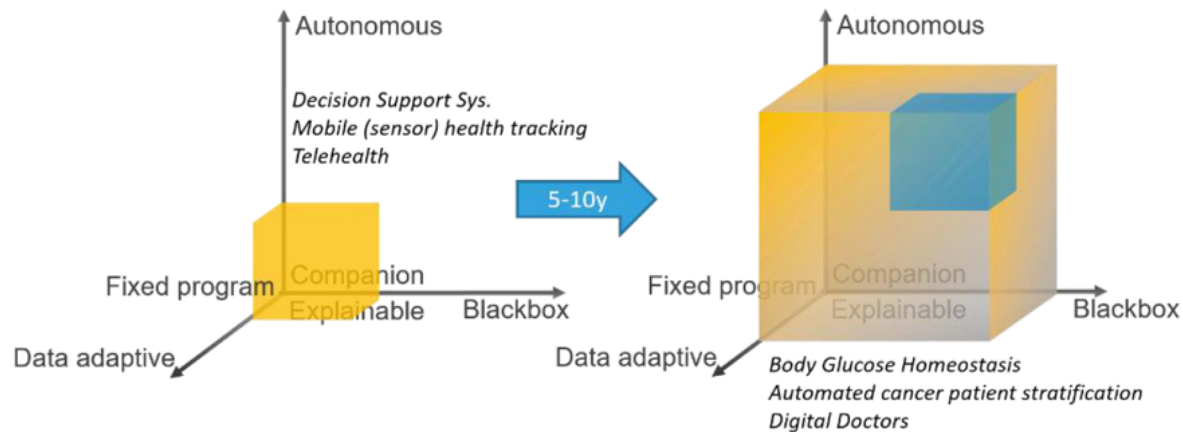 Autonomous
Decision Support Sys.
Mobile (sensor) health tracking
Telehealth
Fixed program
Companion
Explainable
Blackbox
Data adaptive
5-10y
Autonomous
Fixed program
Companion
Explainable
Blackbox
Data adaptive
Body Glucose Homeostasis
Automated cancer patient stratification
Digital Doctors